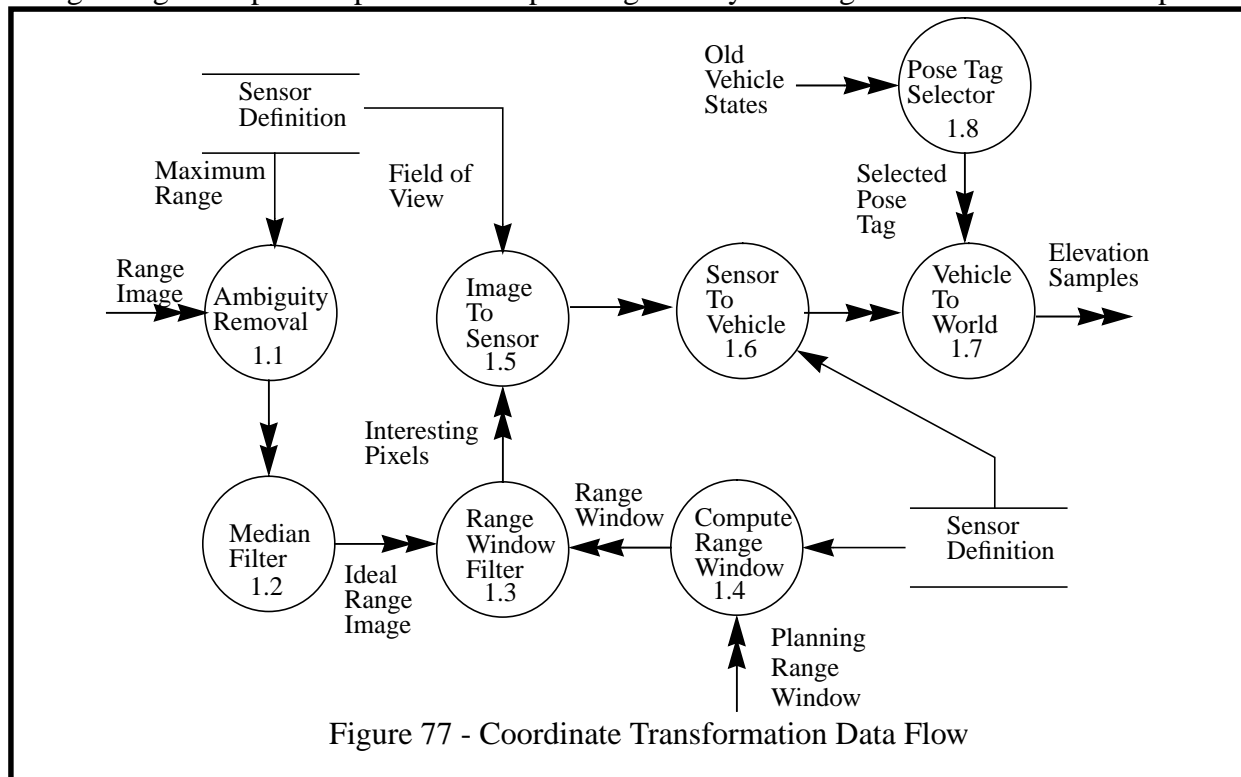 Old
Vehicle
States
Pose Tag
Selector
1.8
Sensor
Definition
Maximum
Range
Field of
View
Selected
Pose
Tag
Range
Image
Ambiguity
Removal
1.1
Image
To
Sensor
1.5
Sensor
To
Vehicle
1.6
Vehicle
To
World
1.7
Elevation
Samples
Interesting
Pixels
Median
Filter
1.2
Ideal
Range
Image
Range
Window
Filter
1.3
Range
Window
Compute
Range
Window
1.4
Sensor
Definition
Planning
Range
Window
Figure 77 - Coordinate Transformation Data Flow